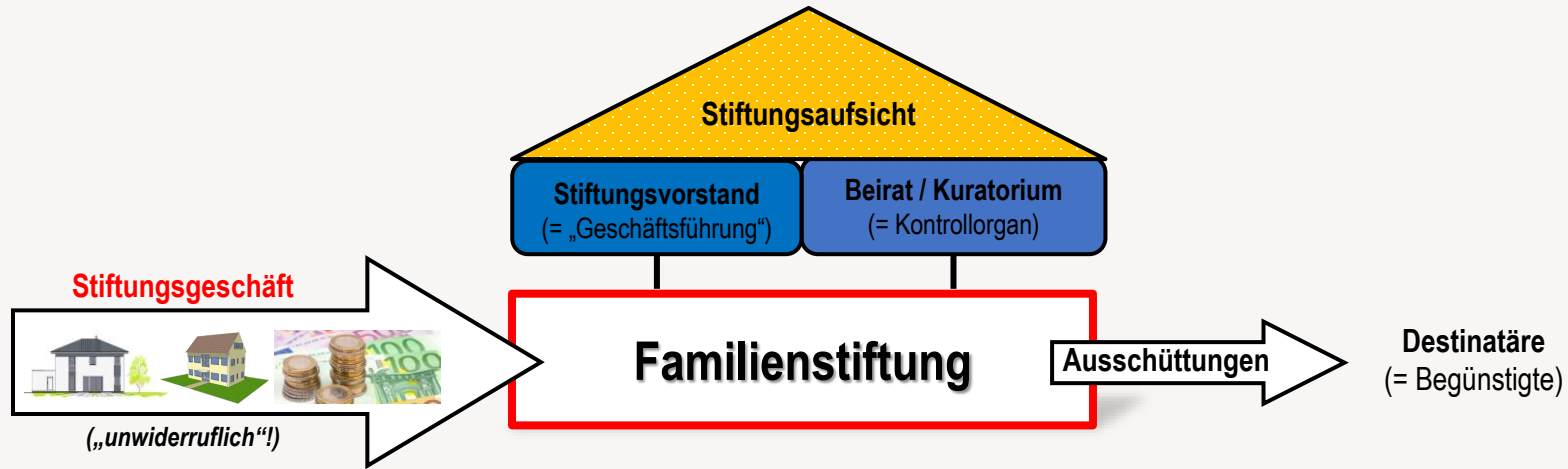 Stiftungsaufsicht
Stiftungsvorstand
(= „Geschäftsführung“)
Beirat / Kuratorium
(= Kontrollorgan)
Stiftungsgeschäft
(„unwiderruflich“!)
Familienstiftung
Ausschüttungen
Destinatäre
(= Begünstigte)